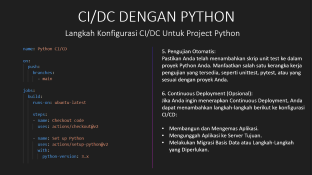 CI/CD DENGAN PYTHON
Langkah Konfigurasi CI/CD Untuk Project Python
name: Python CI/CD
on:
push:
branches:
- main
jobs:
build:
runs-on: ubuntu-latest
steps:
- name: Checkout code
uses: actions/checkout@v2
- name: Set up Python
uses: actions/setup-python@v2
with:
python-version: 3.x
5. Pengujian Otomatis:
Pastikan Anda telah menambahkan skrip unit test ke dalam
proyek Python Anda. Manfaatkan salah satu kerangka kerja
pengujian yang tersedia, seperti unittest, pytest, atau yang
sesuai dengan proyek Anda.
6. Continuous Deployment (Opsional):
Jika Anda ingin menerapkan Continuous Deployment, Anda
dapat menambahkan langkah-langkah berikut ke konfigurasi
CI/CD:
• Membangun dan Mengemas Aplikasi.
• Mengunggah Aplikasi ke Server Tujuan.
• Melakukan Migrasi Basis Data atau Langkah-Langkah
yang Diperlukan.